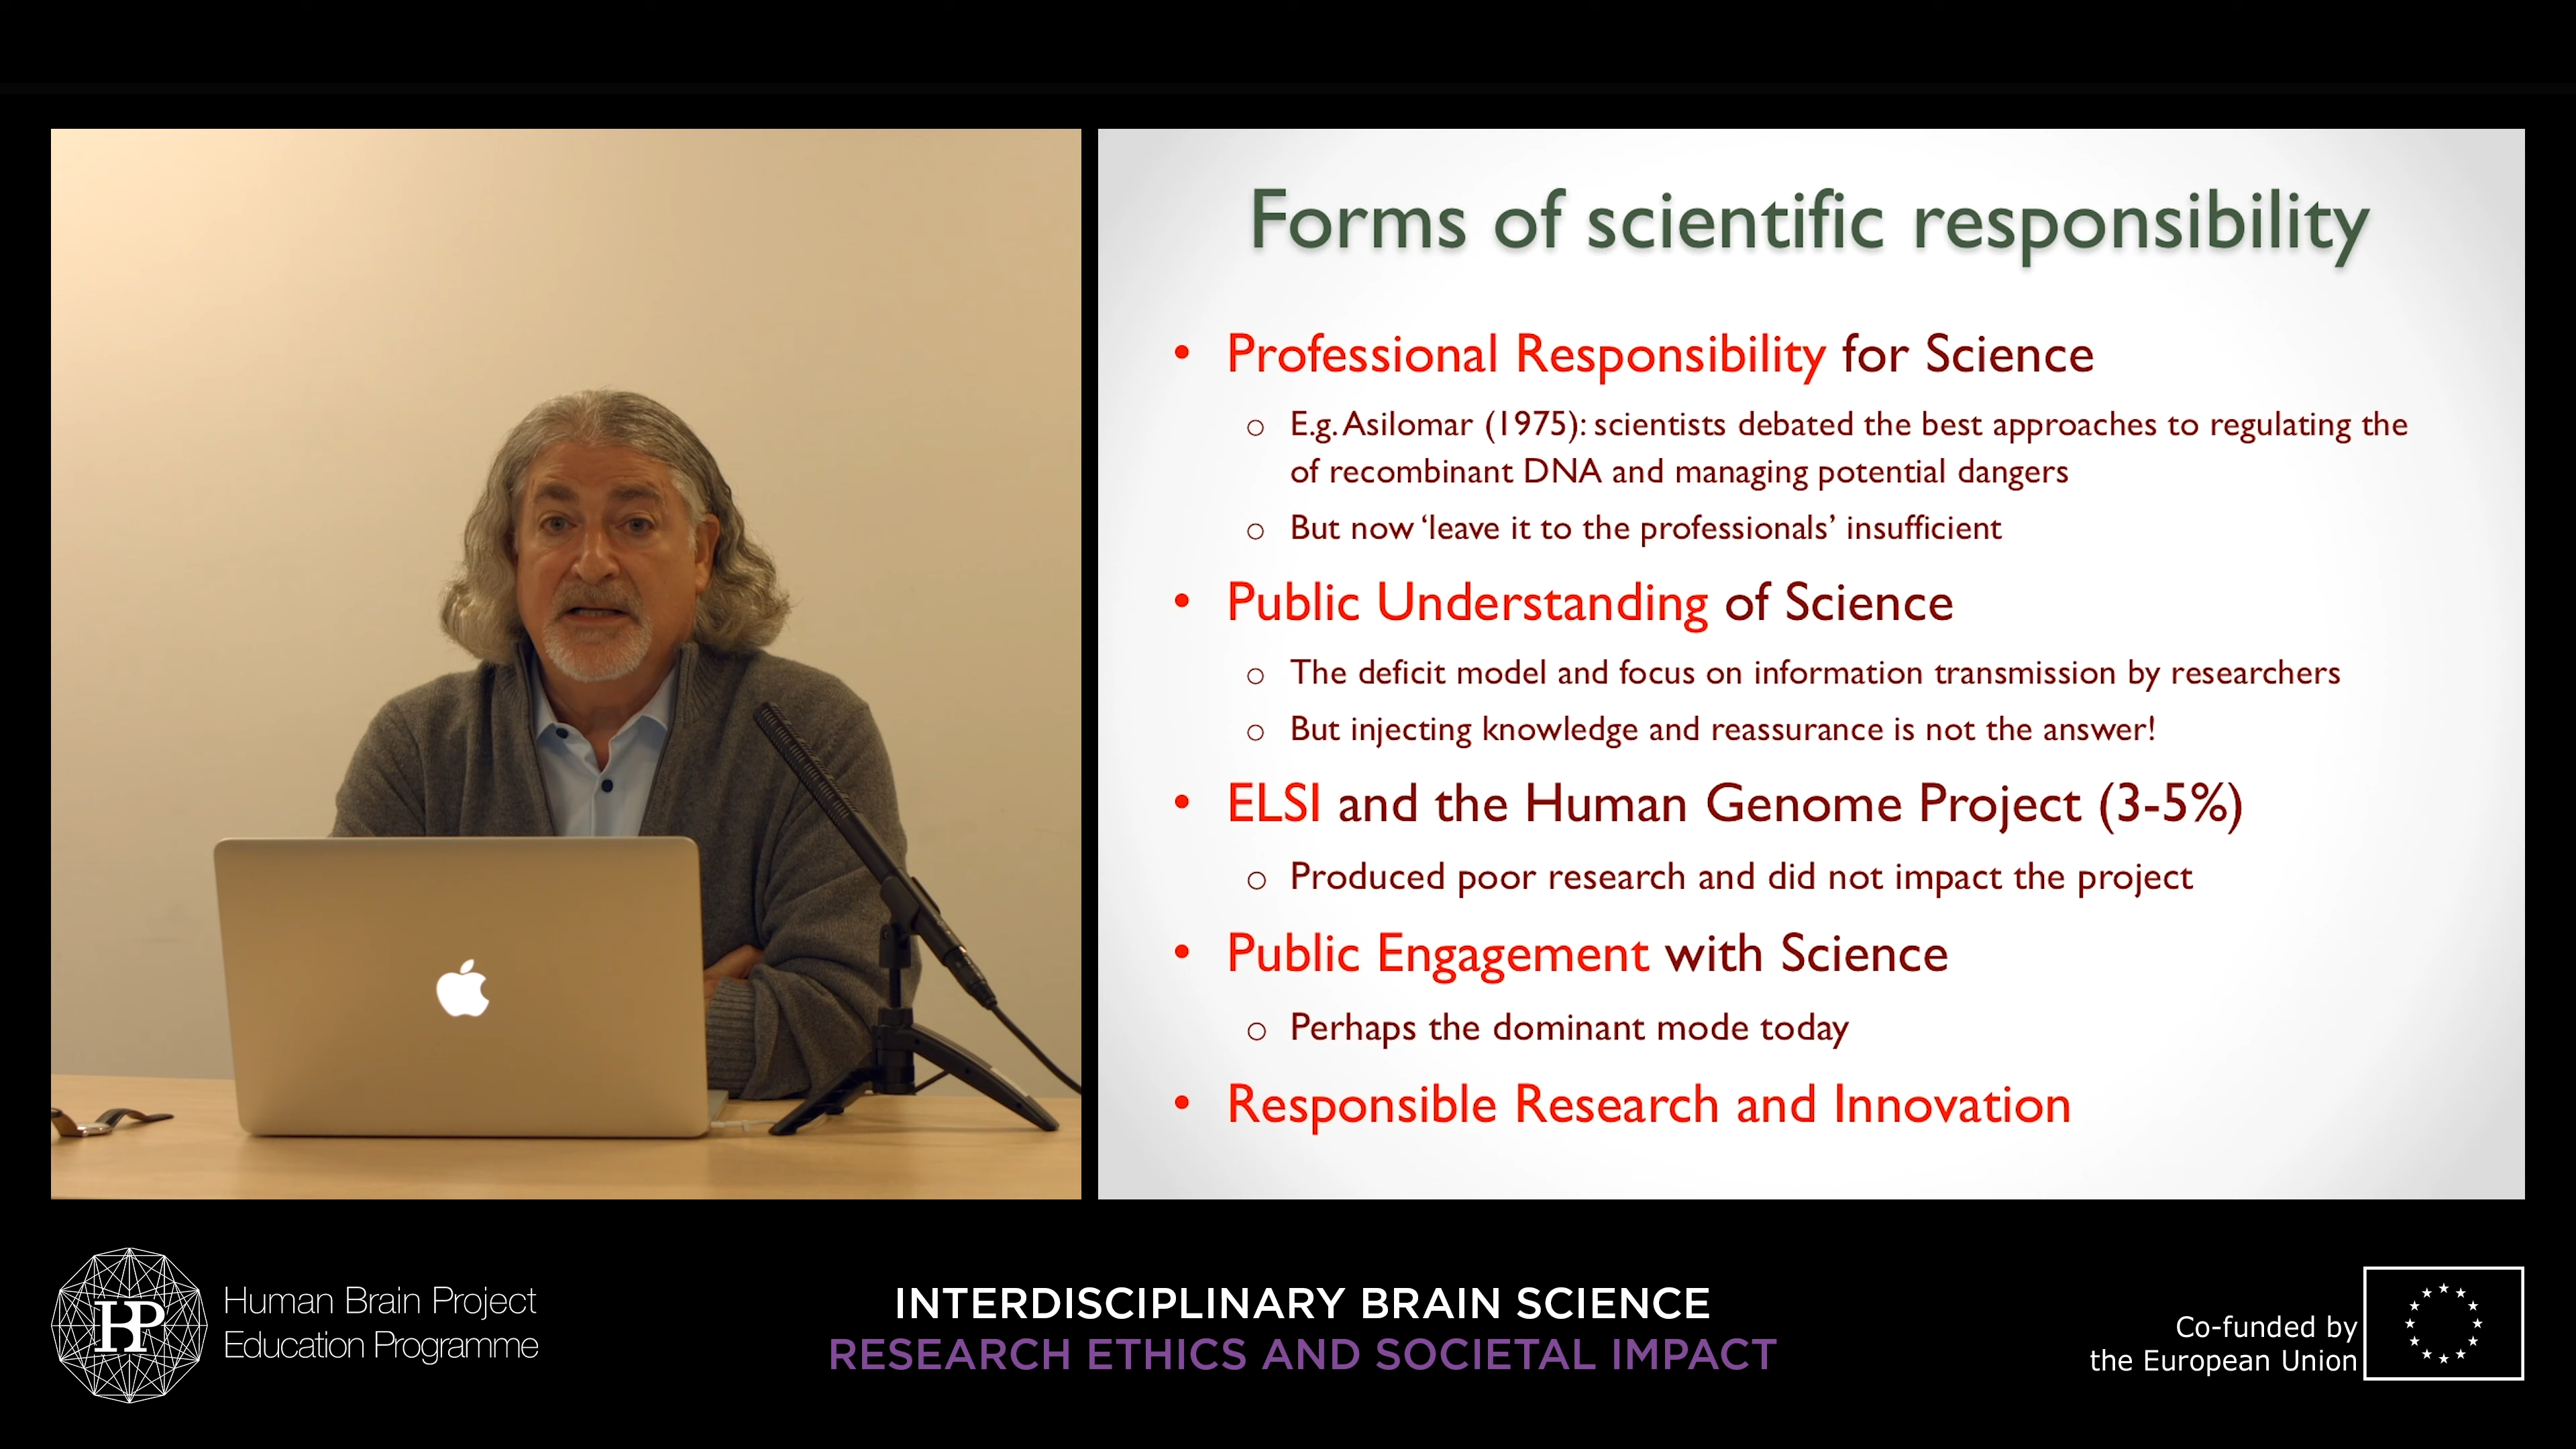 Forms of scientific responsibility
• Professional Responsibility for Science
o E.g. Asilomar (1975): scientists debated the best approaches to regulating the
of recombinant DNA and managing potential dangers
o But now ‘leave it to the professionals’ insufficient
• Public Understanding of Science
o The deficit model and focus on information transmission by researchers
o But injecting knowledge and reassurance is not the answer!
• ELSI and the Human Genome Project (3-5%)
o Produced poor research and did not impact the project
• Public Engagement with Science
o Perhaps the dominant mode today
• Responsible Research and Innovation
HP
Human Brain Project
Education Programme
INTERDISCIPLINARY BRAIN SCIENCE
RESEARCH ETHICS AND SOCIETAL IMPACT
Co-funded by
the European Union